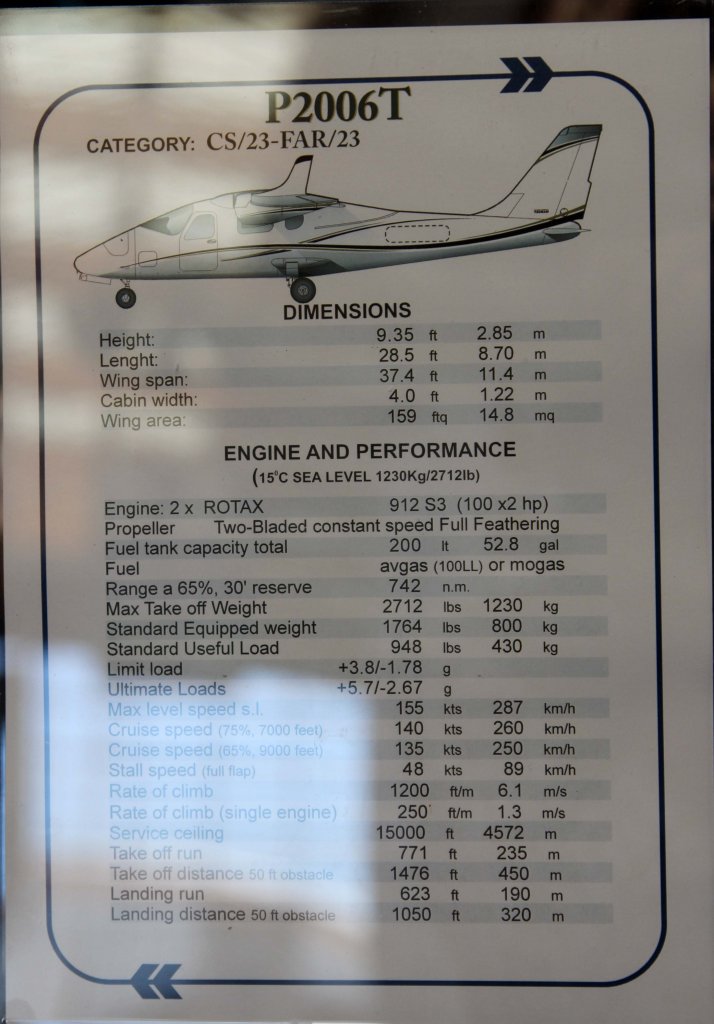 P2006T
CATEGORY: CS/23-FAR/23
DIMENSIONS
Height: 9.35 ft 2.85 m
Lenght: 28.5 ft 8.70 m
Wing span: 37.4 ft 11.4 m
Cabin width: 4.0 ft 1.22 m
Wing area: 159 ftq 14.8 mq
ENGINE AND PERFORMANCE
(15°C SEA LEVEL 1230Kg/2712lb)
Engine: 2 x ROTAX 912 S3 (100 x2 hp)
Propeller Two-Bladed constant speed Full Feathering
Fuel tank capacity total 200 lt 52.8 gal
Fuel avgas (100LL) or mogas
Range a 65%, 30' reserve 742 n.m.
Max Take off Weight 2712 lbs 1230 kg
Standard Equipped weight 1764 lbs 800 kg
Standard Useful Load 948 lbs 430 kg
Limit load +3.8/-1.78 g
Ultimate Loads +5.7/-2.67 g
Max level speed s.l. 155 kts 287 km/h
Cruise speed (75%, 7000 feet) 140 kts 260 km/h
Cruise speed (65%, 9000 feet) 135 kts 250 km/h
Stall speed (full flap) 48 kts 89 km/h
Rate of climb 1200 ft/m 6.1 m/s
Rate of climb (single engine) 250 ft/m 1.3 m/s
Service ceiling 15000 ft 4572 m
Take off run 771 ft 235 m
Take off distance 50 ft obstacle 1476 ft 450 m
Landing run 623 ft 190 m
Landing distance 50 ft obstacle 1050 ft 320 m